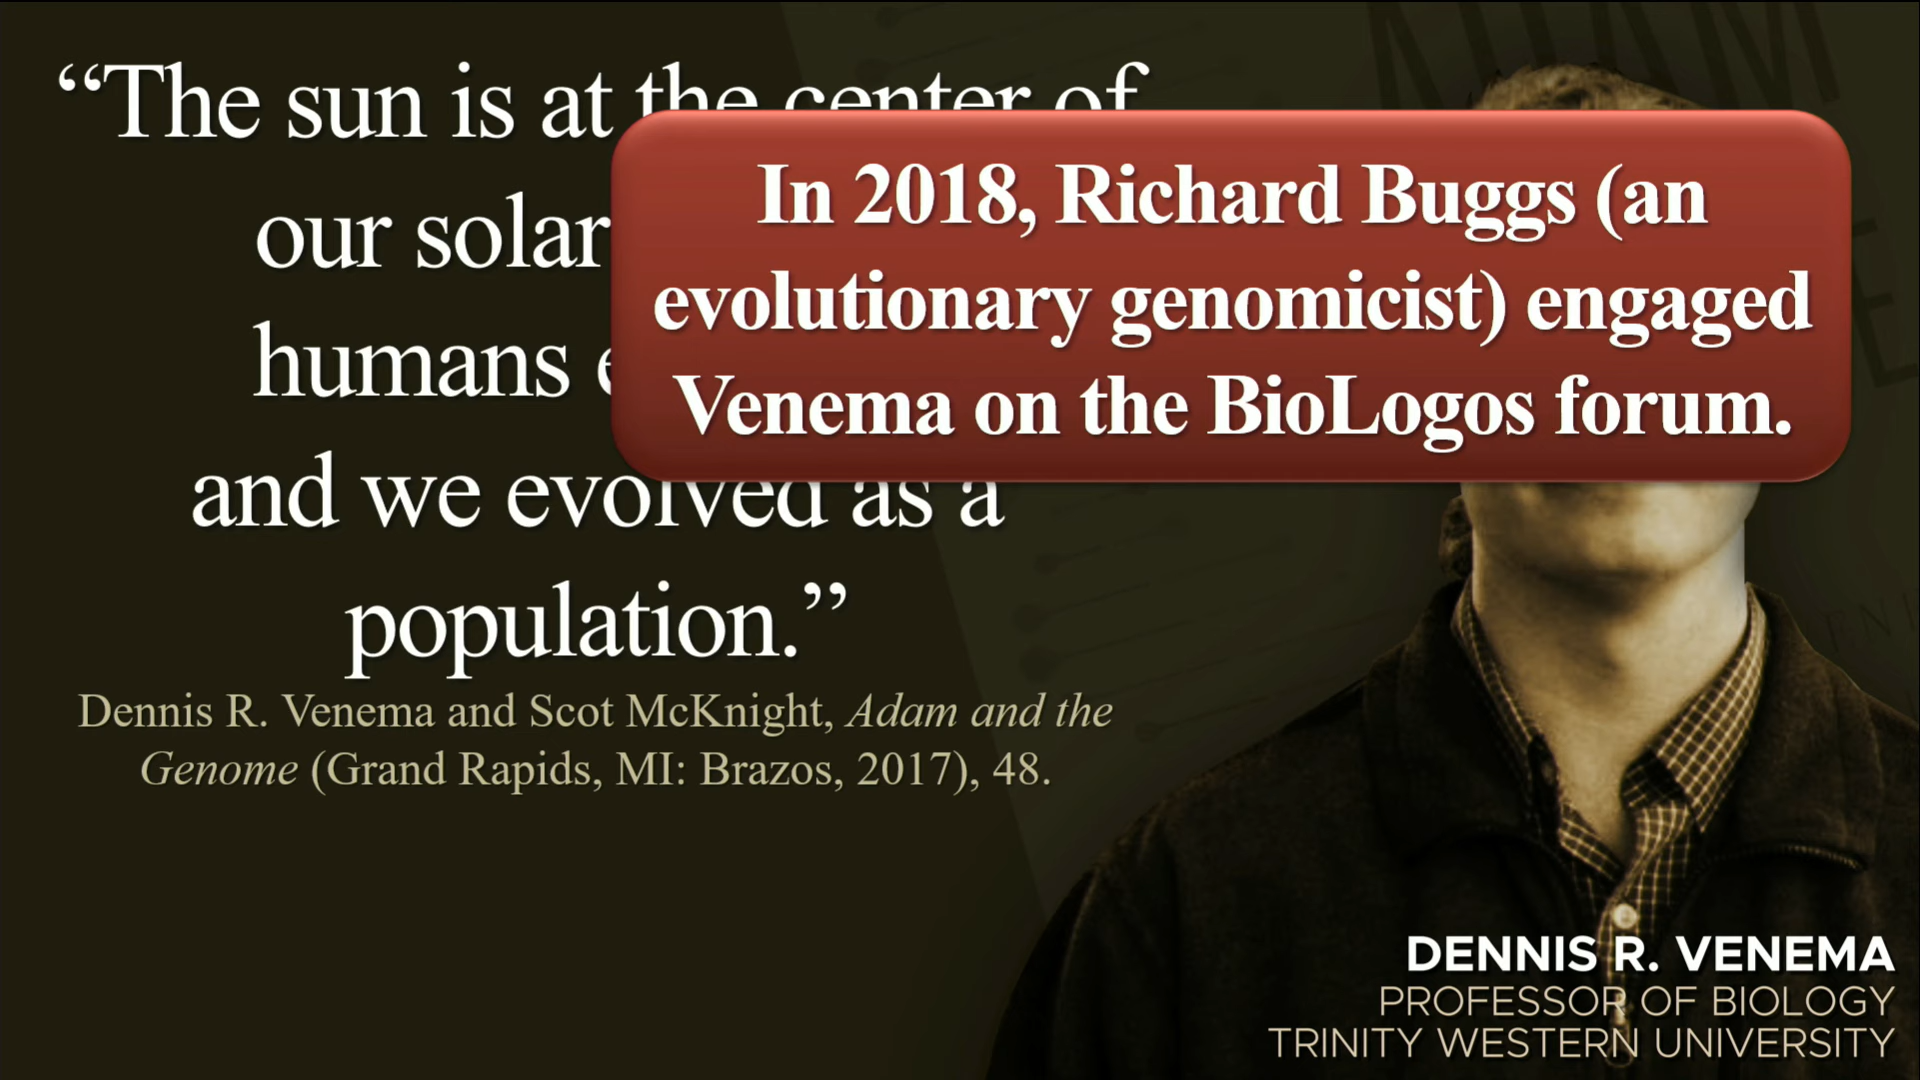 “The sun is at the center of
our solar
humans
and we evolved as a
population.”
Dennis R. Venema and Scot McKnight, Adam and the
Genome (Grand Rapids, MI: Brazos, 2017), 48.
In 2018, Richard Buggs (an
evolutionary genomicist) engaged
Venema on the BioLogos forum.
DENNIS R. VENEMA
PROFESSOR OF BIOLOGY
TRINITY WESTERN UNIVERSITY